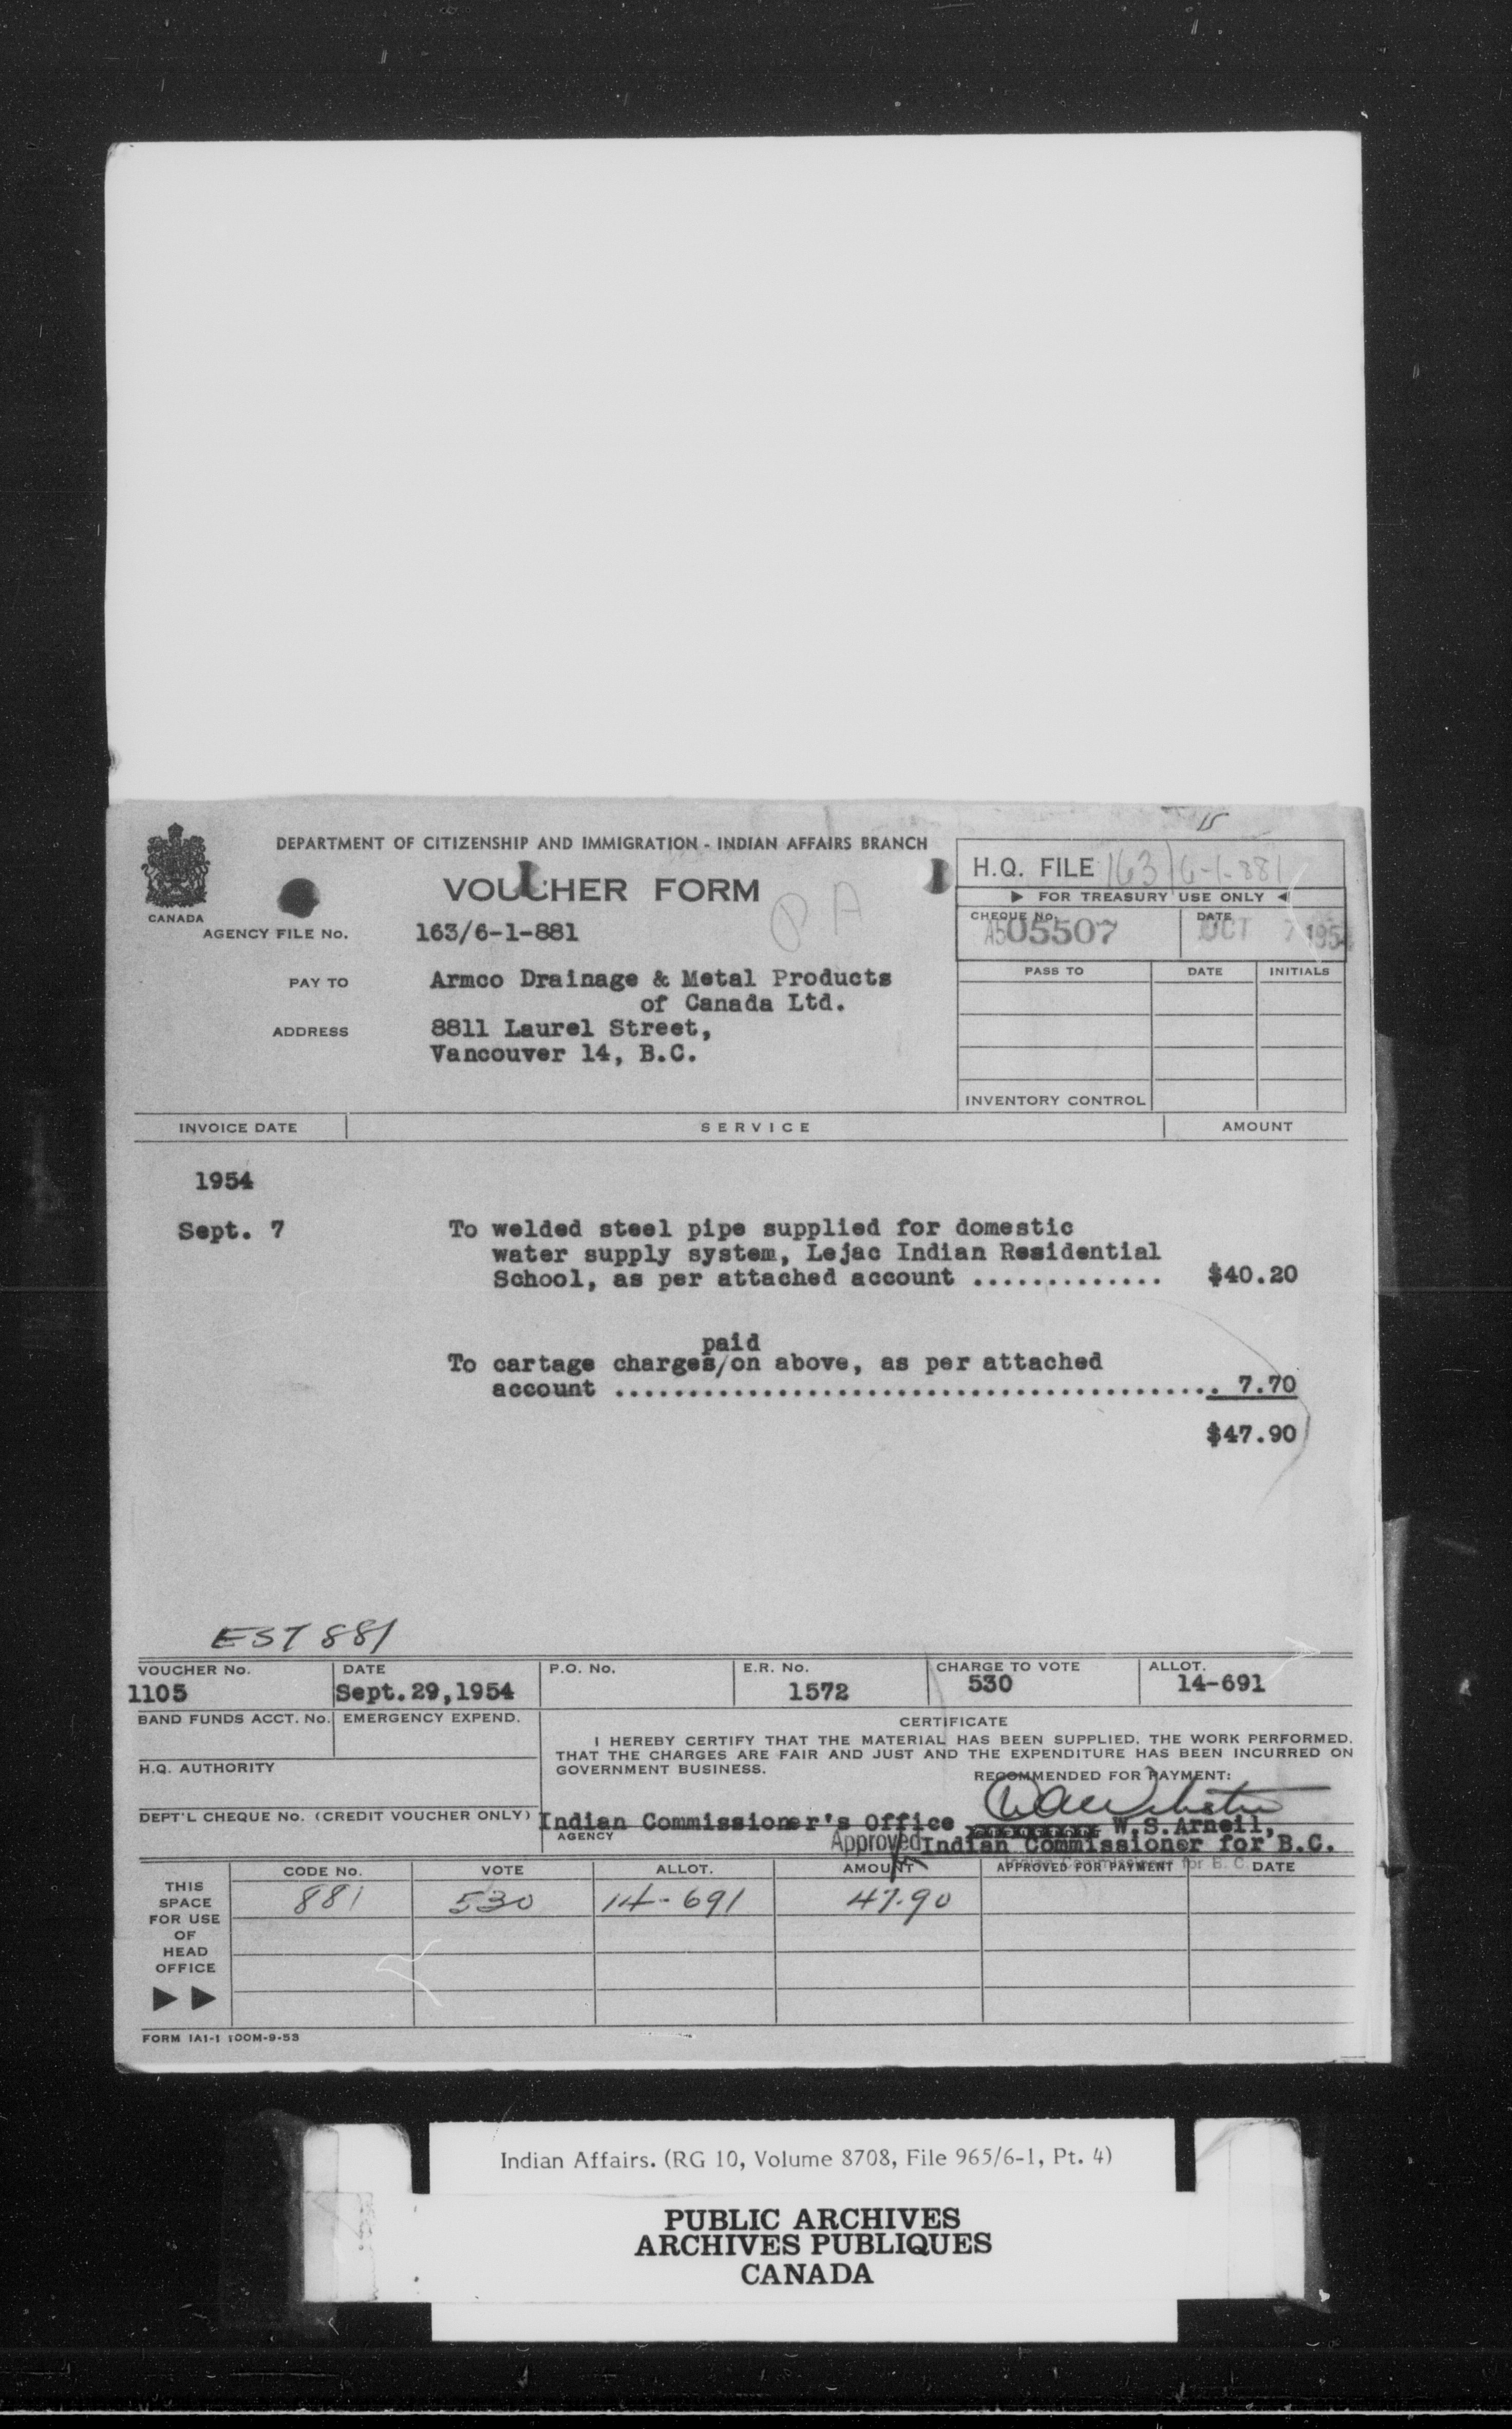 15
DEPARTMENT OF CITIZENSHIP AND IMMIGRATION - INDIAN AFFAIRS BRANCH
VOUCHER FORM
CANADA
H.Q. FILE 163/6-1-881
▶ FOR TREASURY USE ONLY ◀
CHEQUE No. DATE
A505507 OCT 7 1954
P A
AGENCY FILE No. 163/6-1-881
PASS TO DATE INITIALS
PAY TO Armco Drainage & Metal Products
of Canada Ltd.
ADDRESS 8811 Laurel Street,
Vancouver 14, B.C.
INVENTORY CONTROL
INVOICE DATE SERVICE AMOUNT
1954
Sept. 7 To welded steel pipe supplied for domestic
water supply system, Lejac Indian Residential
School, as per attached account ............. $40.20
paid
To cartage charges/on above, as per attached
account ......................................... 7.70
$47.90
EST 881
VOUCHER No. DATE P.O. No. E.R. No. CHARGE TO VOTE ALLOT.
1105 Sept.29,1954 1572 530 14-691
BAND FUNDS ACCT. No. EMERGENCY EXPEND.
CERTIFICATE
I HEREBY CERTIFY THAT THE MATERIAL HAS BEEN SUPPLIED, THE WORK PERFORMED,
THAT THE CHARGES ARE FAIR AND JUST AND THE EXPENDITURE HAS BEEN INCURRED ON
GOVERNMENT BUSINESS.
H.Q. AUTHORITY
RECOMMENDED FOR PAYMENT:
DEPT'L CHEQUE No. (CREDIT VOUCHER ONLY)
Indian Commissioner's Office W.S.Arneil,
AGENCY
Approved Indian Commissioner for B.C.
Indian Commissioner for B.C.
THIS SPACE FOR USE OF HEAD OFFICE ▶▶
CODE No. VOTE ALLOT. AMOUNT APPROVED FOR PAYMENT DATE
881 530 14-691 47.90
FORM IA1-1 100M-9-53
Indian Affairs. (RG 10, Volume 8708, File 965/6-1, Pt. 4)
PUBLIC ARCHIVES
ARCHIVES PUBLIQUES
CANADA